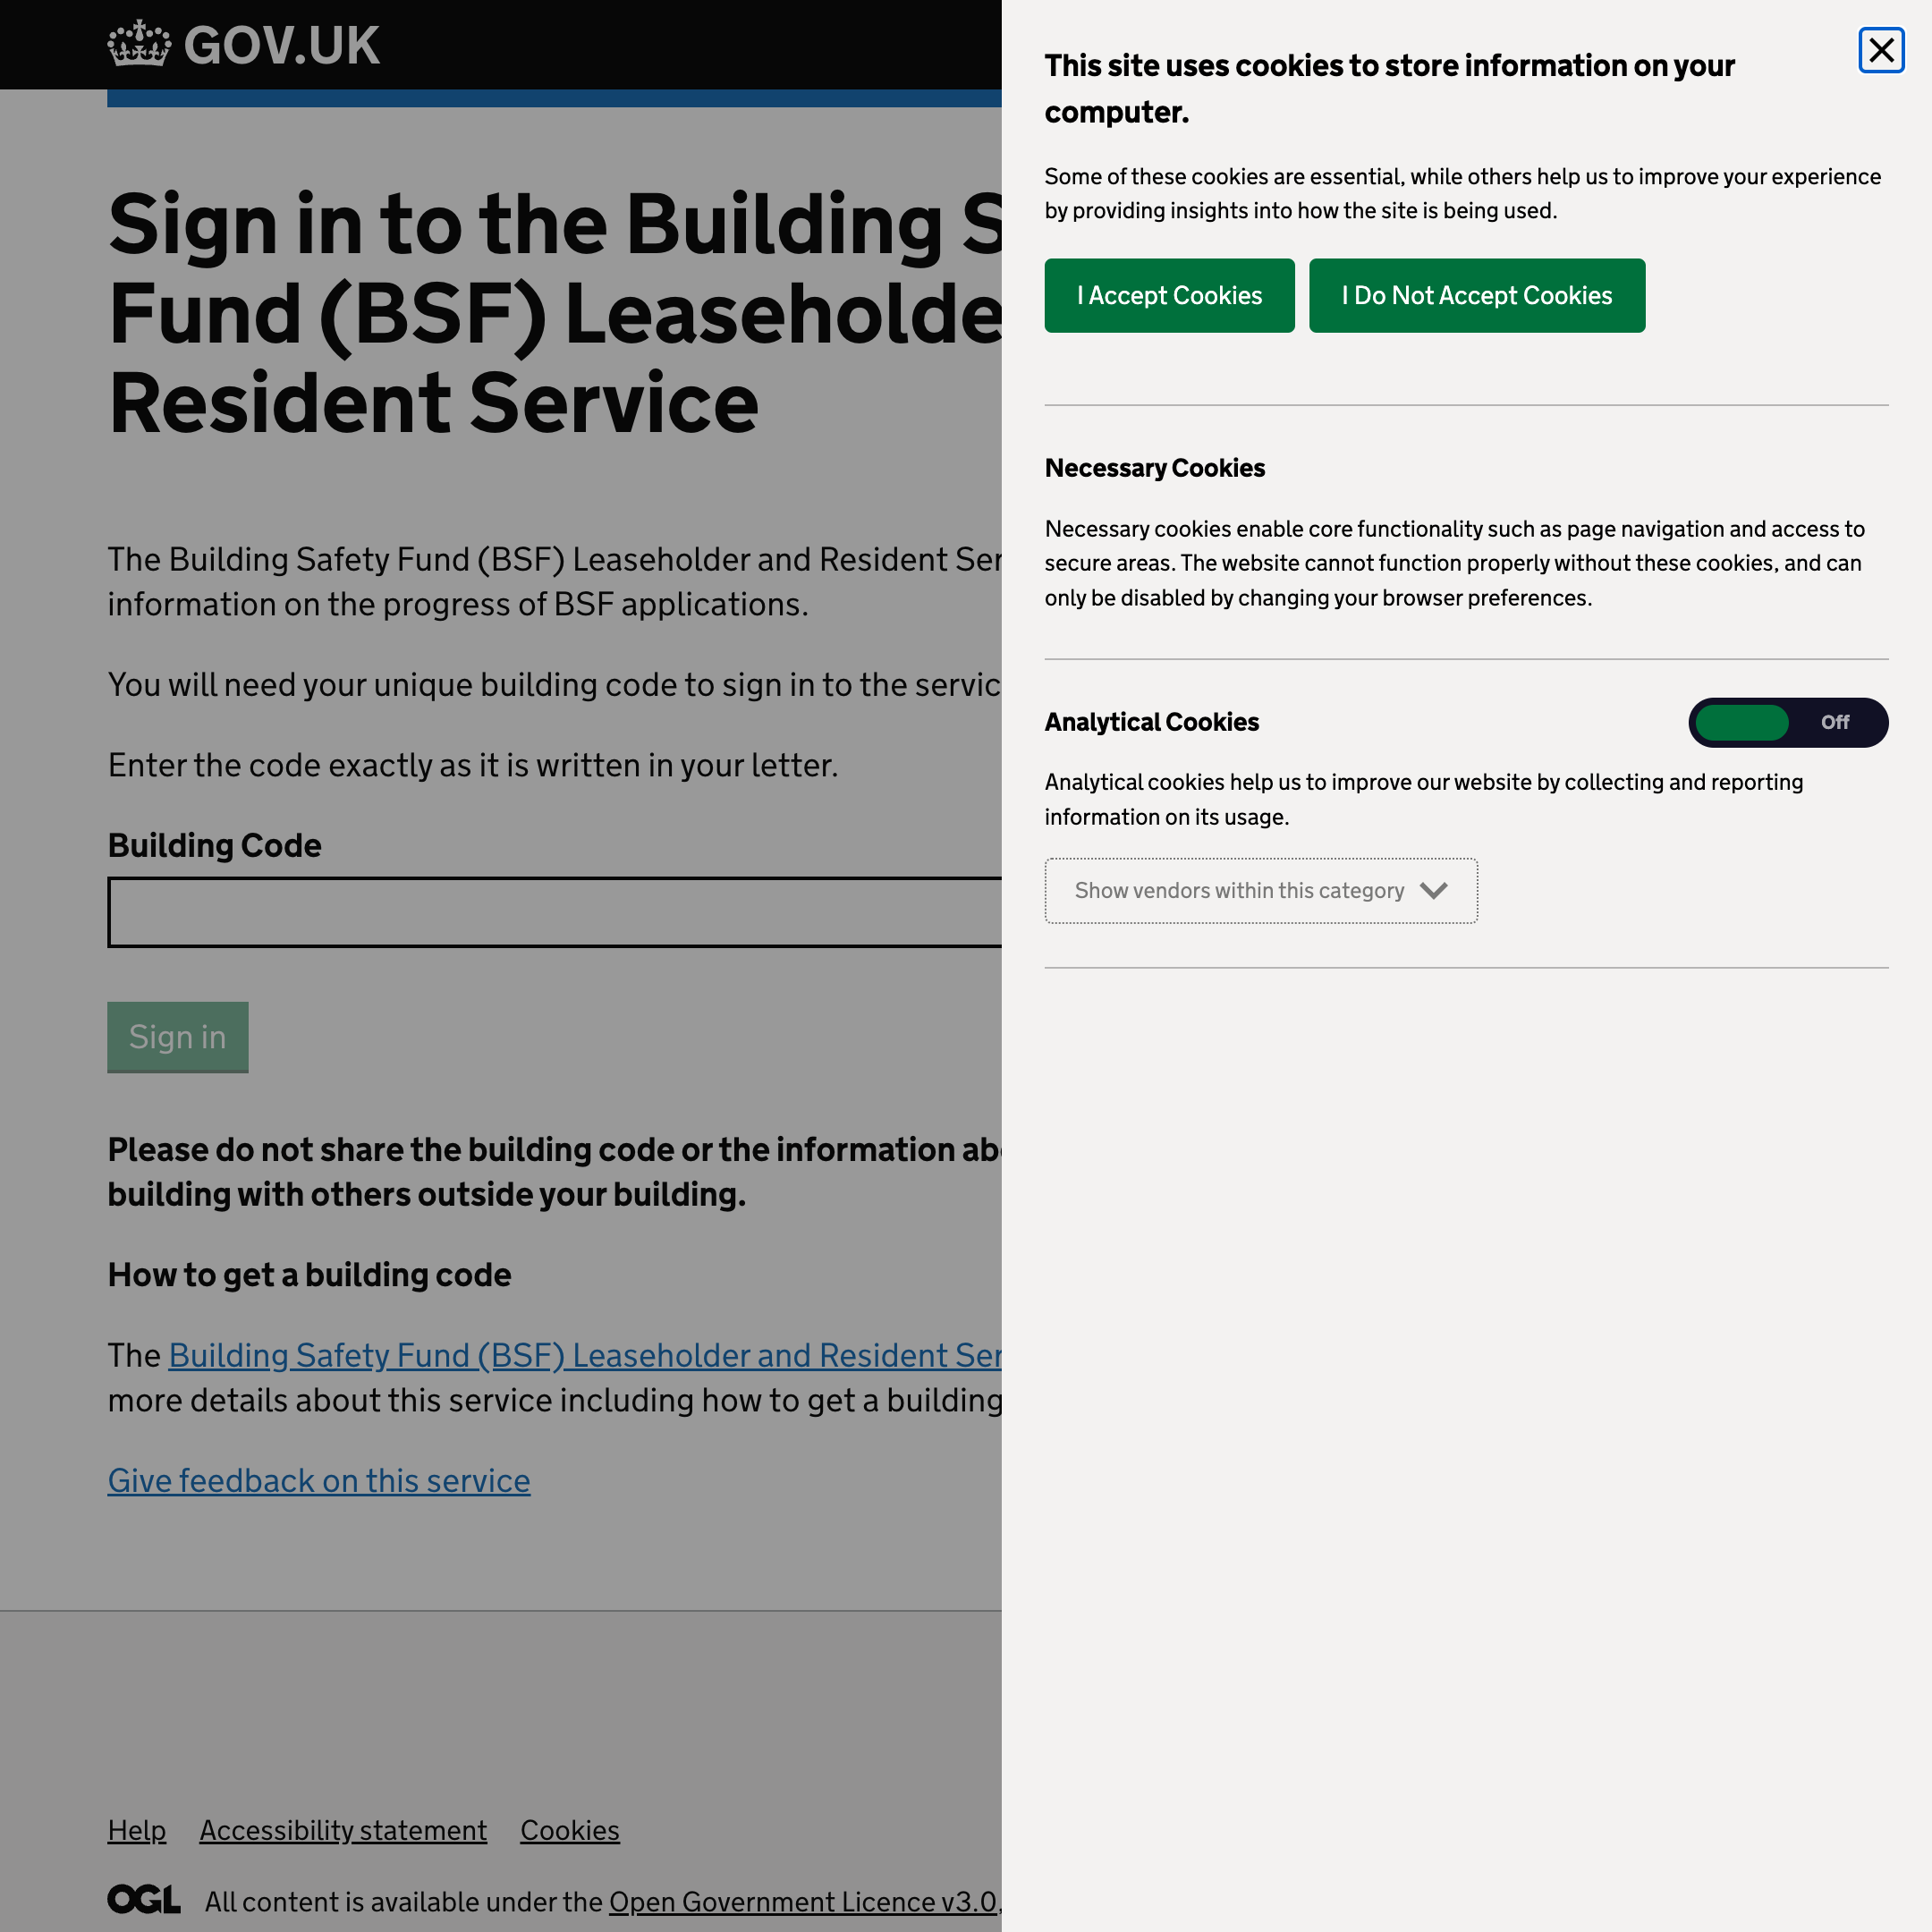 GOV.UK
Sign in to the Building S
Fund (BSF) Leaseholde
Resident Service
The Building Safety Fund (BSF) Leaseholder and Resident Ser
information on the progress of BSF applications.
You will need your unique building code to sign in to the servic
Enter the code exactly as it is written in your letter.
Building Code
Sign in
Please do not share the building code or the information abo
building with others outside your building.
How to get a building code
The Building Safety Fund (BSF) Leaseholder and Resident Ser
more details about this service including how to get a building
Give feedback on this service
Help Accessibility statement Cookies
OGL All content is available under the Open Government Licence v3.0,
This site uses cookies to store information on your
computer.
Some of these cookies are essential, while others help us to improve your experience
by providing insights into how the site is being used.
I Accept Cookies I Do Not Accept Cookies
Necessary Cookies
Necessary cookies enable core functionality such as page navigation and access to
secure areas. The website cannot function properly without these cookies, and can
only be disabled by changing your browser preferences.
Analytical Cookies Off
Analytical cookies help us to improve our website by collecting and reporting
information on its usage.
Show vendors within this category